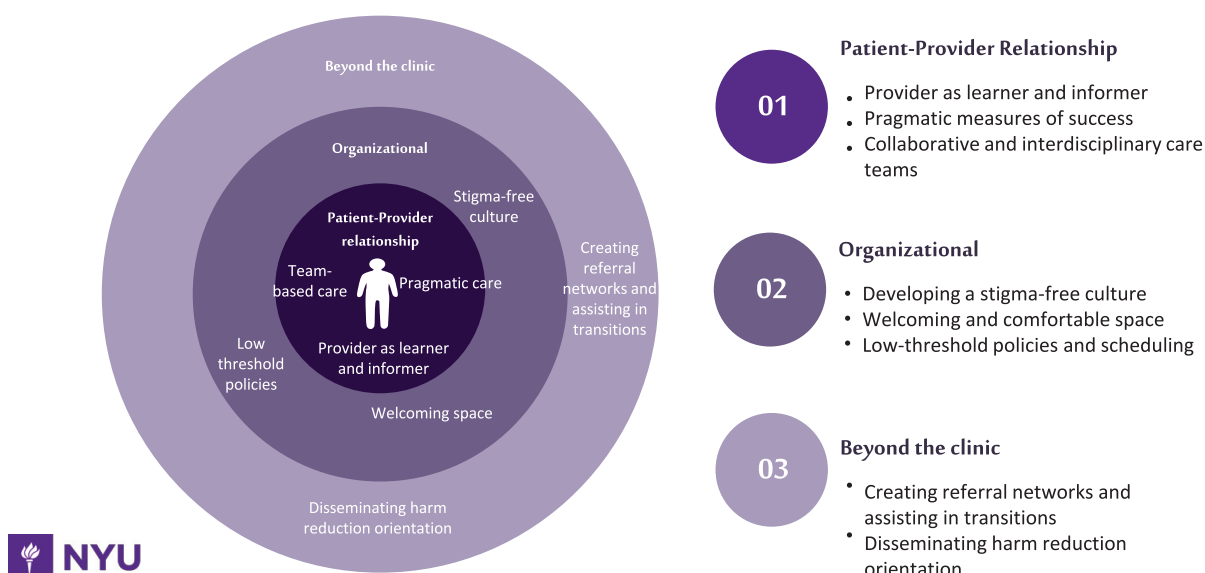 Beyond the clinic
Organizational
Stigma-free
culture
Patient-Provider
relationship
Team-
based care
Pragmatic care
Provider as learner
and informer
Creating
referral
networks and
assisting in
transitions
Low
threshold
policies
Welcoming space
Disseminating harm
reduction orientation
NYU
01
Patient-Provider Relationship
• Provider as learner and informer
• Pragmatic measures of success
• Collaborative and interdisciplinary care
teams
02
Organizational
• Developing a stigma-free culture
• Welcoming and comfortable space
• Low-threshold policies and scheduling
03
Beyond the clinic
• Creating referral networks and
assisting in transitions
• Disseminating harm reduction
orientation